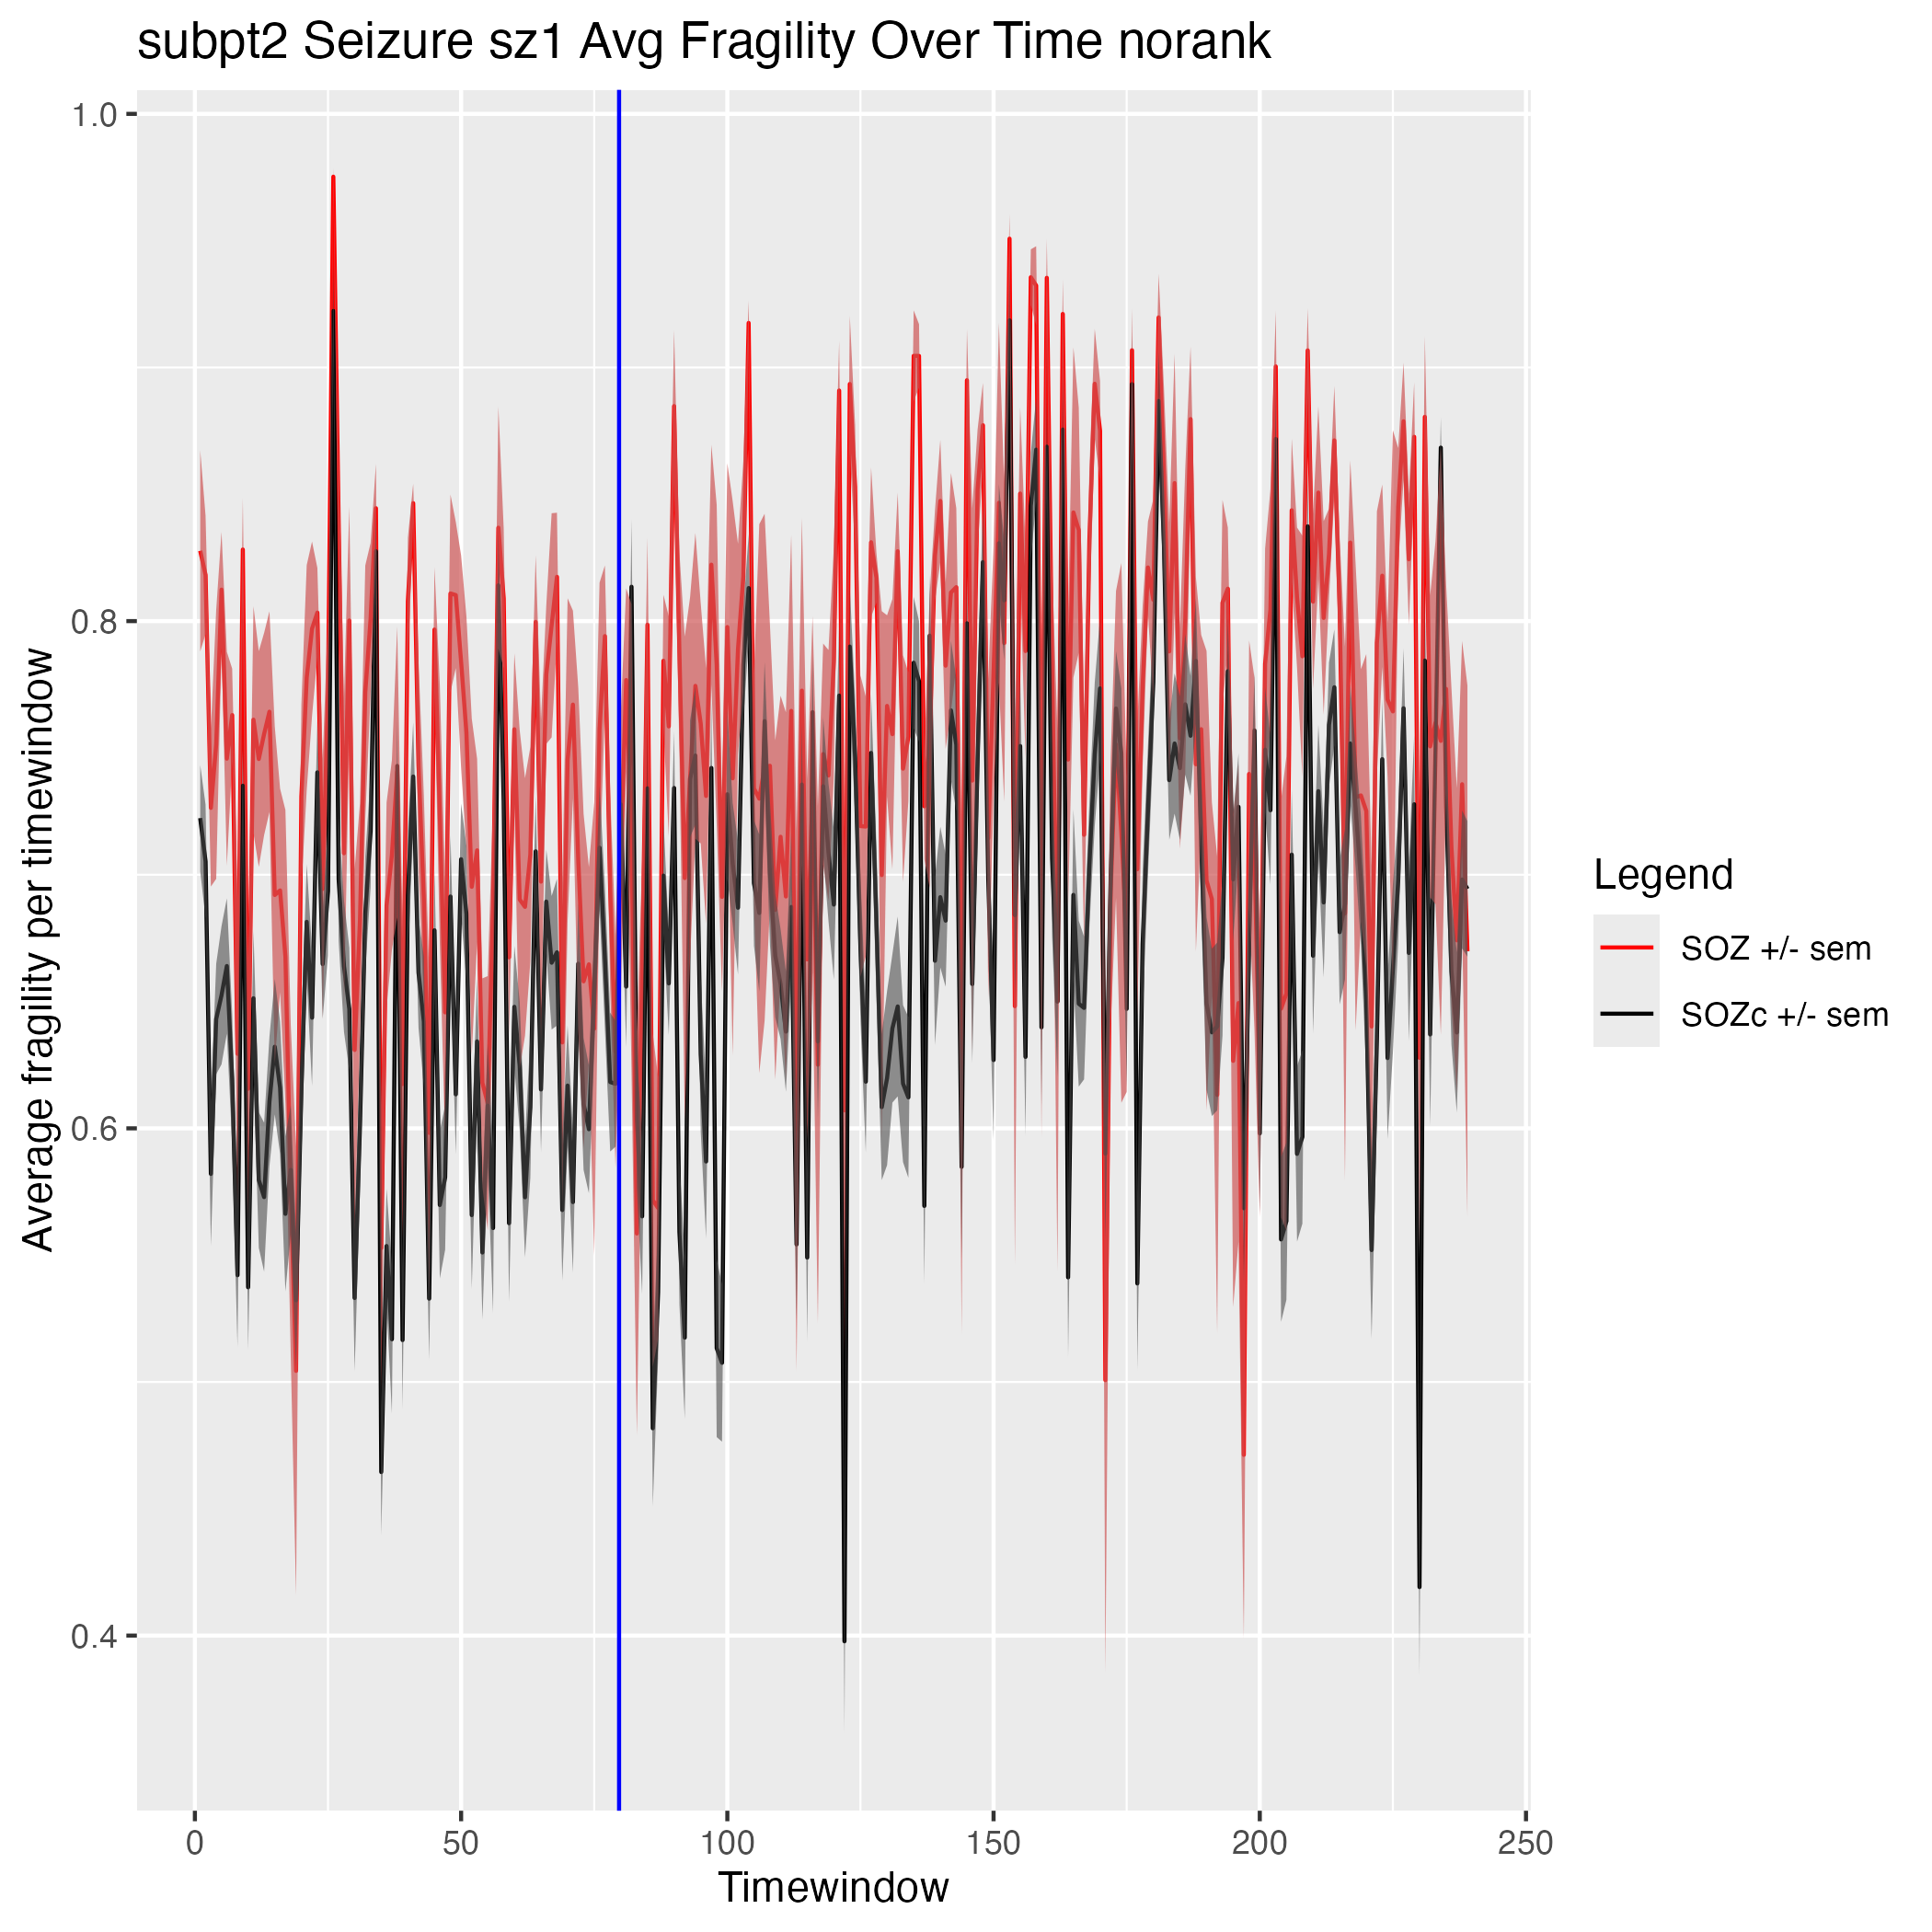 subpt2 Seizure sz1 Avg Fragility Over Time norank
1.0
0.8
0.6
0.4
Average fragility per timewindow
0 50 100 150 200 250
Timewindow
Legend
SOZ +/- sem
SOZc +/- sem